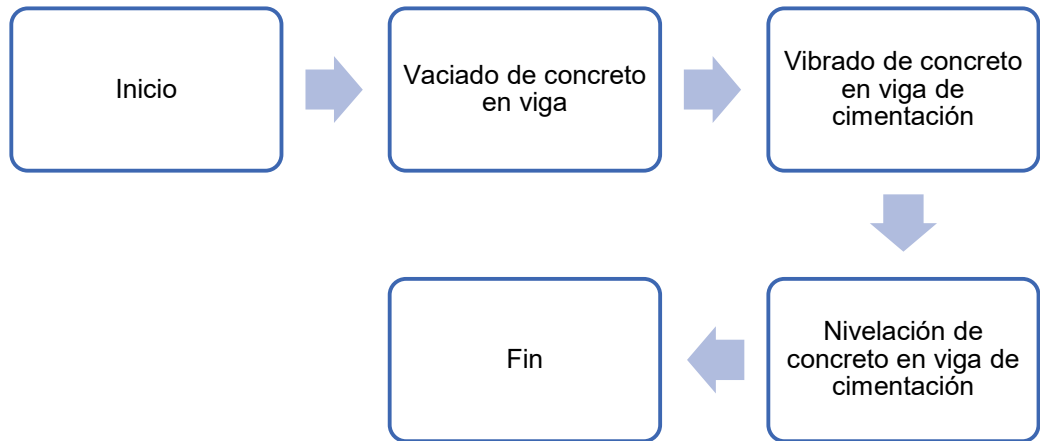 Inicio
Vaciado de concreto
en viga
Vibrado de concreto
en viga de
cimentación
Nivelación de
concreto en viga de
cimentación
Fin